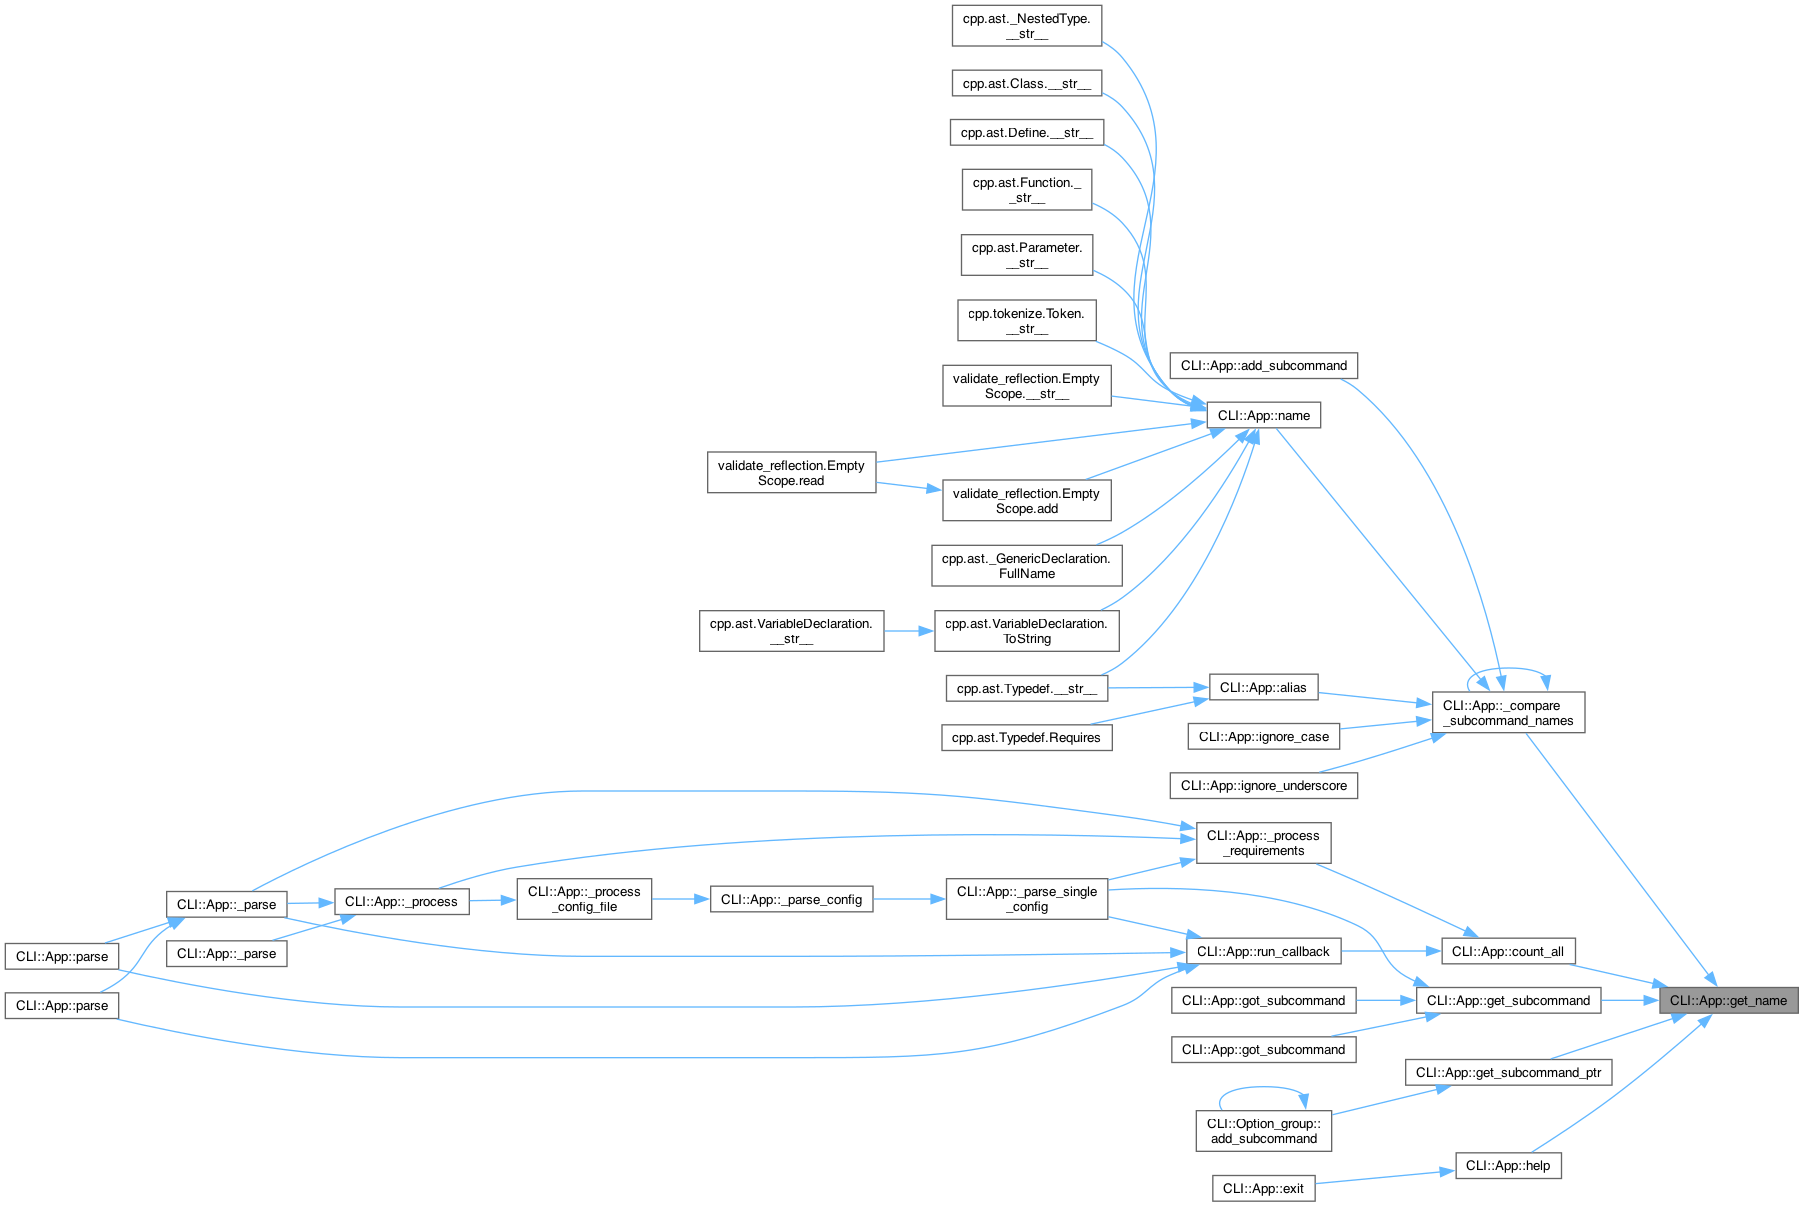 cpp.ast._NestedType.
__str__
cpp.ast.Class.__str__
cpp.ast.Define.__str__
cpp.ast.Function._
_str__
cpp.ast.Parameter.
__str__
cpp.tokenize.Token.
__str__
CLI::App::add_subcommand
validate_reflection.Empty
Scope.__str__
CLI::App::name
validate_reflection.Empty
Scope.read
validate_reflection.Empty
Scope.add
cpp.ast._GenericDeclaration.
FullName
cpp.ast.VariableDeclaration.
__str__
cpp.ast.VariableDeclaration.
ToString
cpp.ast.Typedef.__str__
CLI::App::alias
CLI::App::_compare
_subcommand_names
cpp.ast.Typedef.Requires
CLI::App::ignore_case
CLI::App::ignore_underscore
CLI::App::_process
_requirements
CLI::App::_parse
CLI::App::_process
CLI::App::_process
_config_file
CLI::App::_parse_config
CLI::App::_parse_single
_config
CLI::App::parse
CLI::App::_parse
CLI::App::run_callback
CLI::App::count_all
CLI::App::parse
CLI::App::got_subcommand
CLI::App::get_subcommand
CLI::App::get_name
CLI::App::got_subcommand
CLI::App::get_subcommand_ptr
CLI::Option_group::
add_subcommand
CLI::App::help
CLI::App::exit